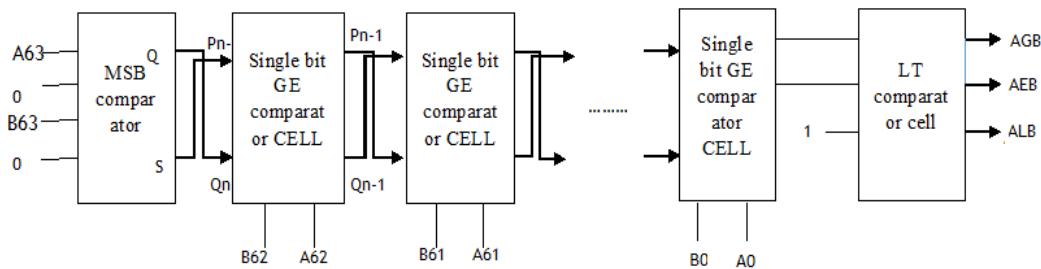 A63
0
B63
0
Q
MSB
compar
ator
S
Pn-
Qn
Single bit
GE
comparat
or CELL
B62
A62
Pn-1
Qn-1
Single bit
GE
comparat
or CELL
B61
A61
.........
Single
bit GE
compar
ator
CELL
B0
A0
1
LT
comparat
or cell
AGB
AEB
ALB